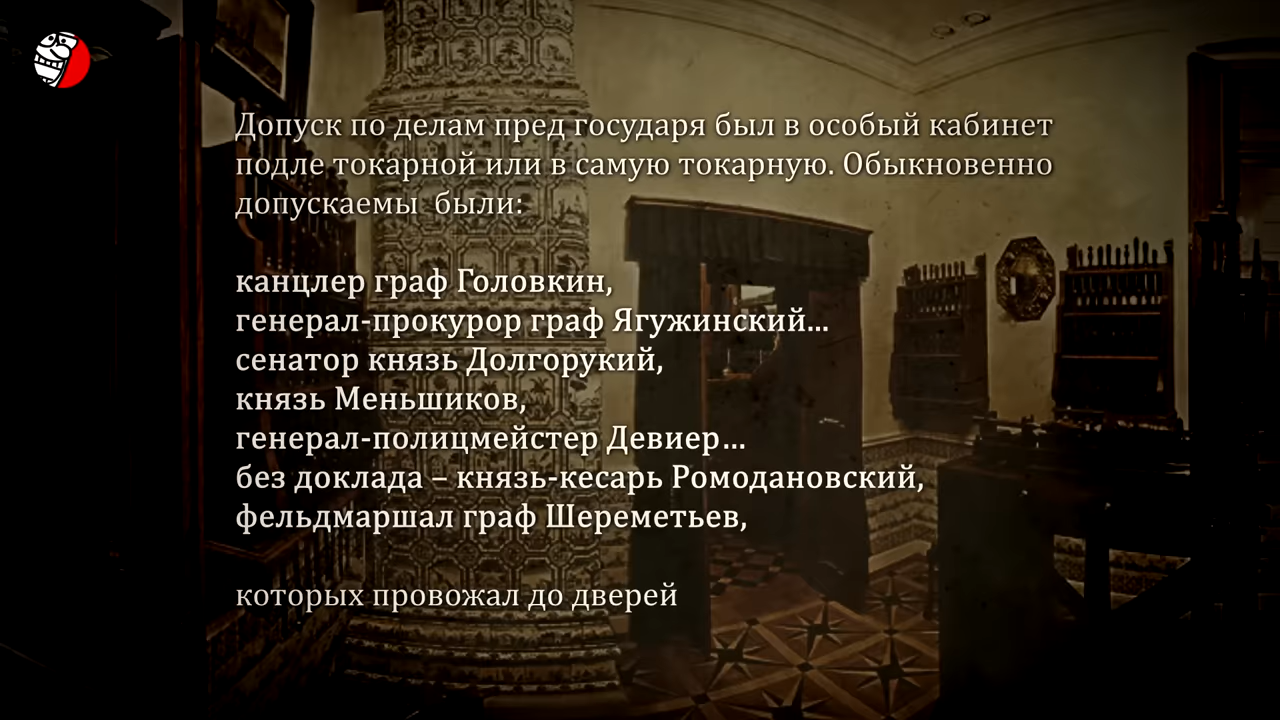 Допуск по делам пред государя был в особый кабинет
подле токарной или в самую токарную. Обыкновенно
допускаемы были:
канцлер граф Головкин,
генерал-прокурор граф Ягужинский...
сенатор князь Долгорукий,
князь Меньшиков,
генерал-полицмейстер Девиер...
без доклада – князь-кесарь Ромодановский,
фельдмаршал граф Шереметьев,
которых провожал до дверей